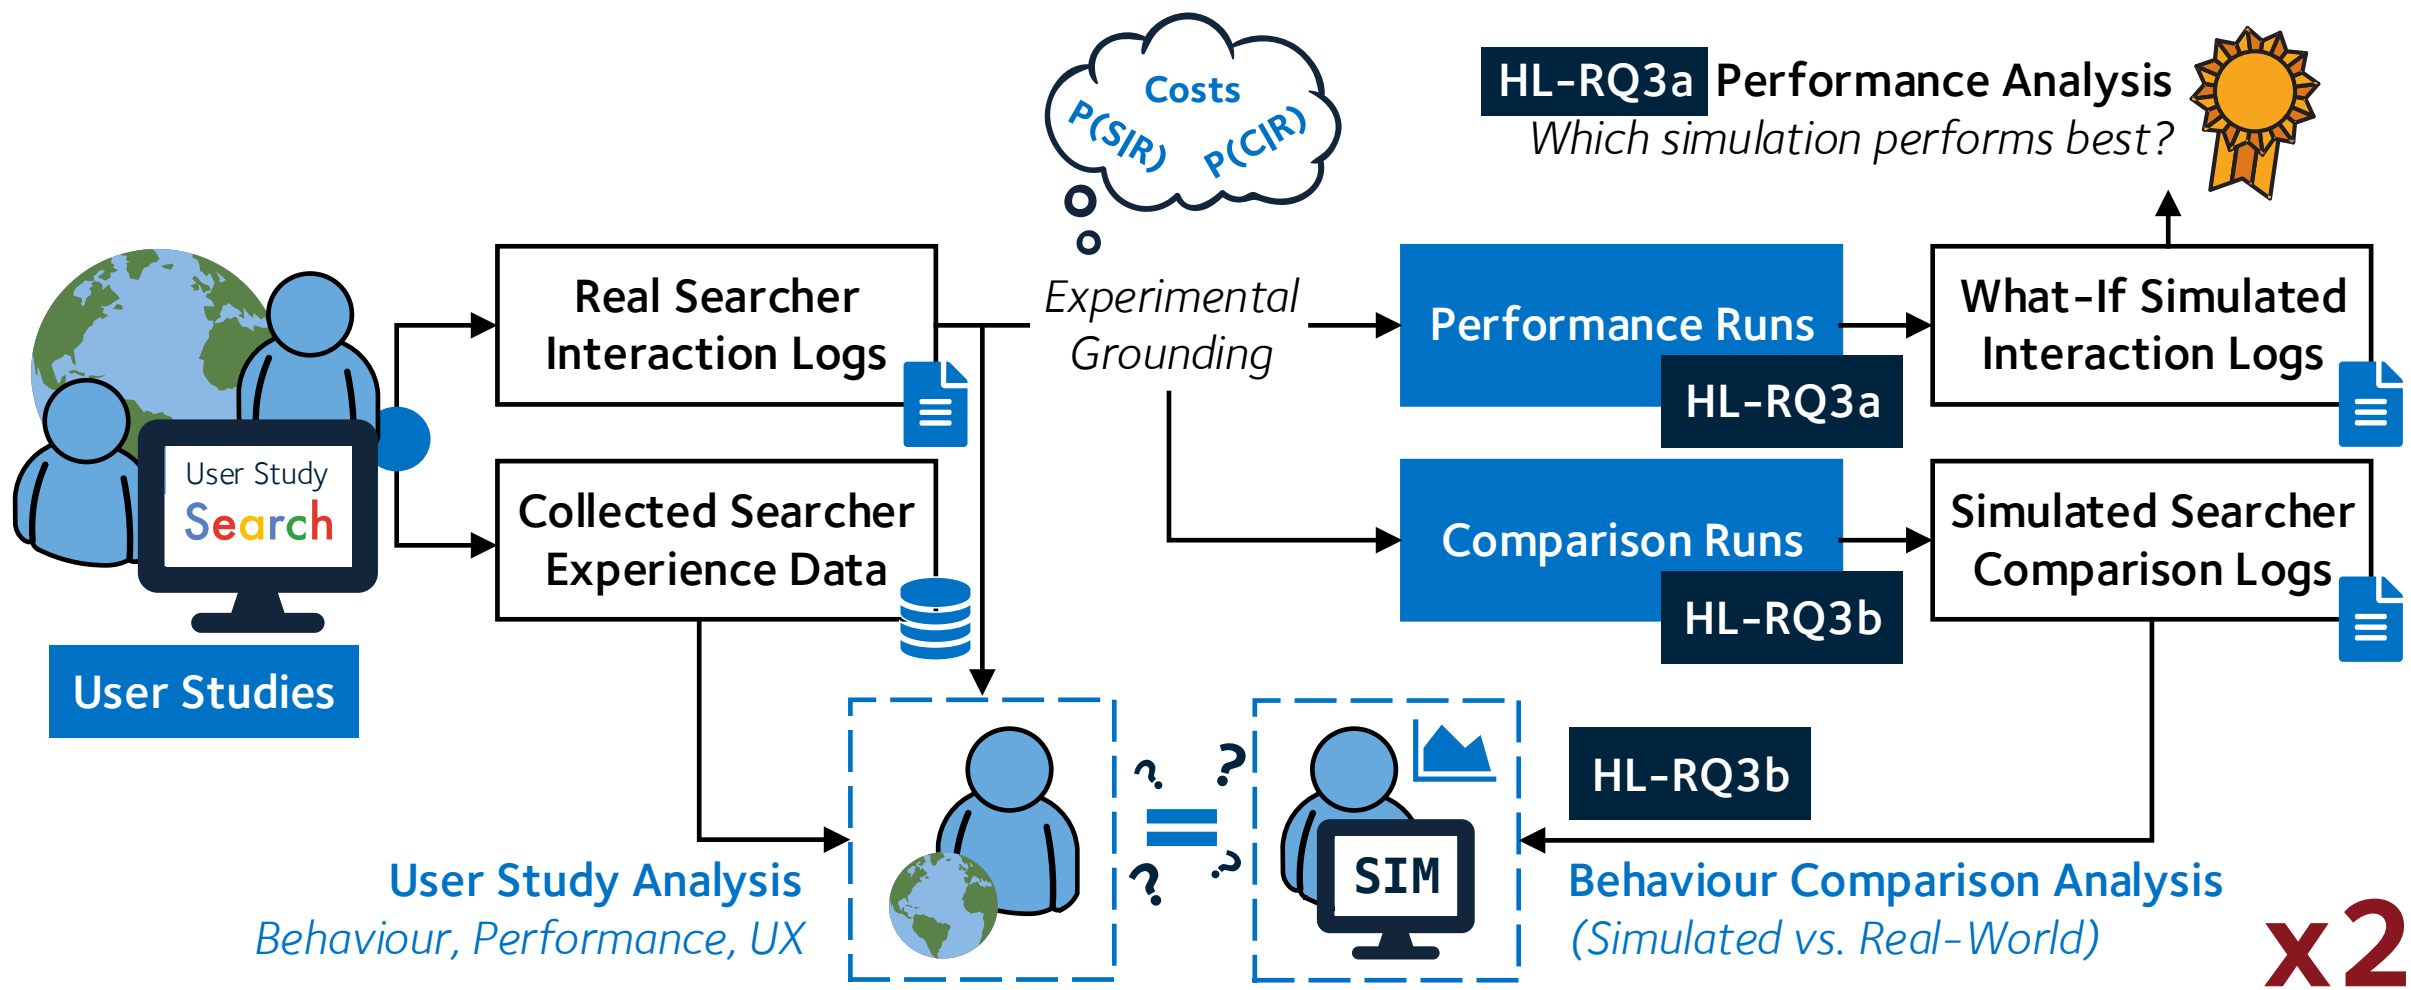 Costs
P(S|R)
P(C|R)
HL-RQ3a Performance Analysis
Which simulation performs best?
User Study
Search
User Studies
Real Searcher
Interaction Logs
Collected Searcher
Experience Data
Experimental
Grounding
Performance Runs
HL-RQ3a
What-If Simulated
Interaction Logs
Comparison Runs
HL-RQ3b
Simulated Searcher
Comparison Logs
User Study Analysis
Behaviour, Performance, UX
? ?
=
? ?
SIM
HL-RQ3b
Behaviour Comparison Analysis
(Simulated vs. Real-World)
x2